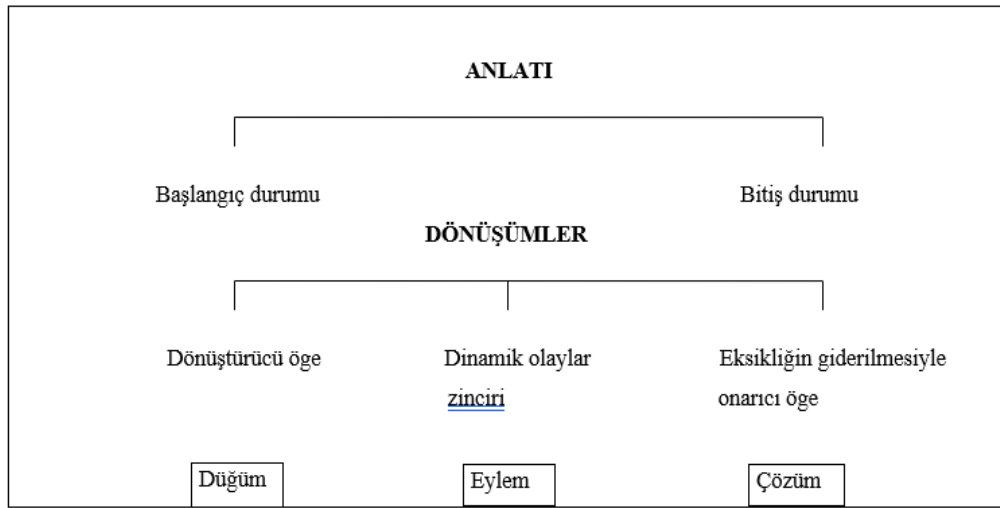 ANLATI
Başlangıç durumu
Bitiş durumu
DÖNÜŞÜMLER
Dönüştürücü öge
Dinamik olaylar
zinciri
Eksikliğin giderilmesiyle
onarıcı öge
Düğüm
Eylem
Çözüm